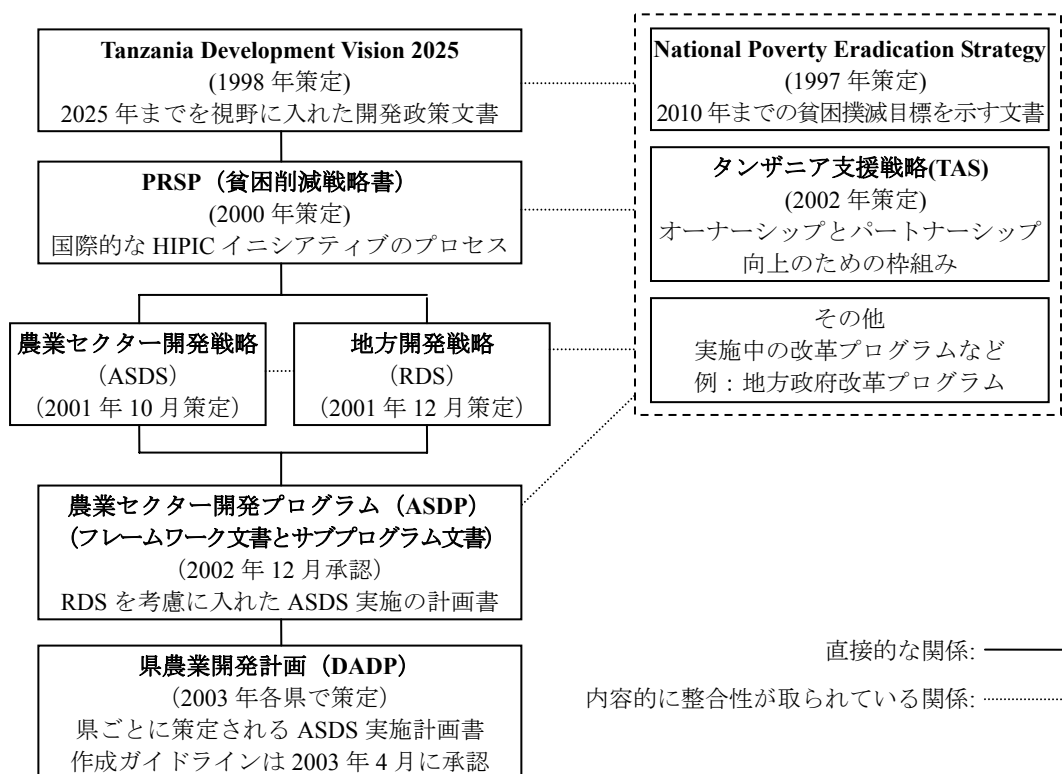 Tanzania Development Vision 2025
(1998 年策定)
2025 年までを視野に入れた開発政策文書
National Poverty Eradication Strategy
(1997 年策定)
2010 年までの貧困撲滅目標を示す文書
PRSP（貧困削減戦略書）
(2000 年策定)
国際的な HIPIC イニシアティブのプロセス
タンザニア支援戦略(TAS)
(2002 年策定)
オーナーシップとパートナーシップ
向上のための枠組み
農業セクター開発戦略
（ASDS）
（2001 年 10 月策定）
地方開発戦略
（RDS）
（2001 年 12 月策定）
その他
実施中の改革プログラムなど
例：地方政府改革プログラム
農業セクター開発プログラム（ASDP）
（フレームワーク文書とサブプログラム文書）
（2002 年 12 月承認）
RDS を考慮に入れた ASDS 実施の計画書
県農業開発計画（DADP）
（2003 年各県で策定）
県ごとに策定される ASDS 実施計画書
作成ガイドラインは 2003 年 4 月に承認
直接的な関係:
内容的に整合性が取られている関係: